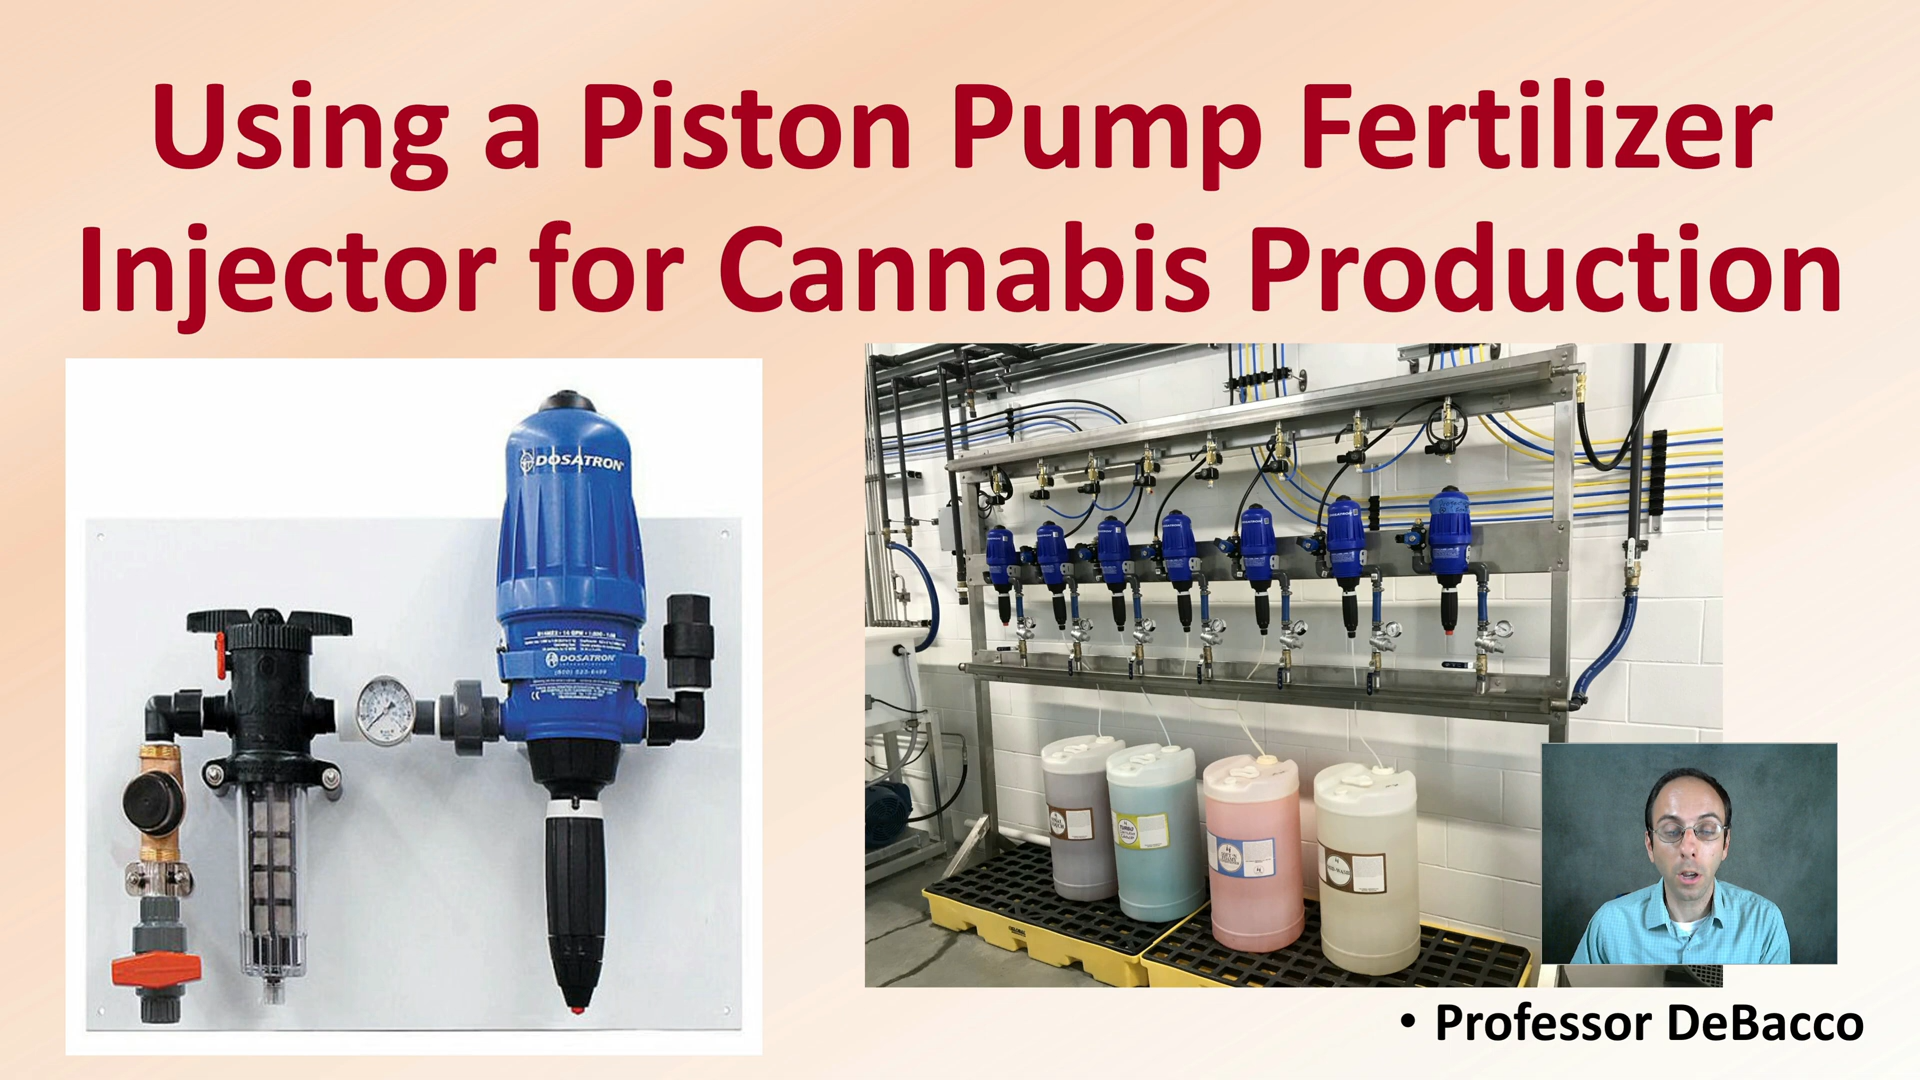 Using a Piston Pump Fertilizer
Injector for Cannabis Production
DOSATRON
DOSATRON
• Professor DeBacco